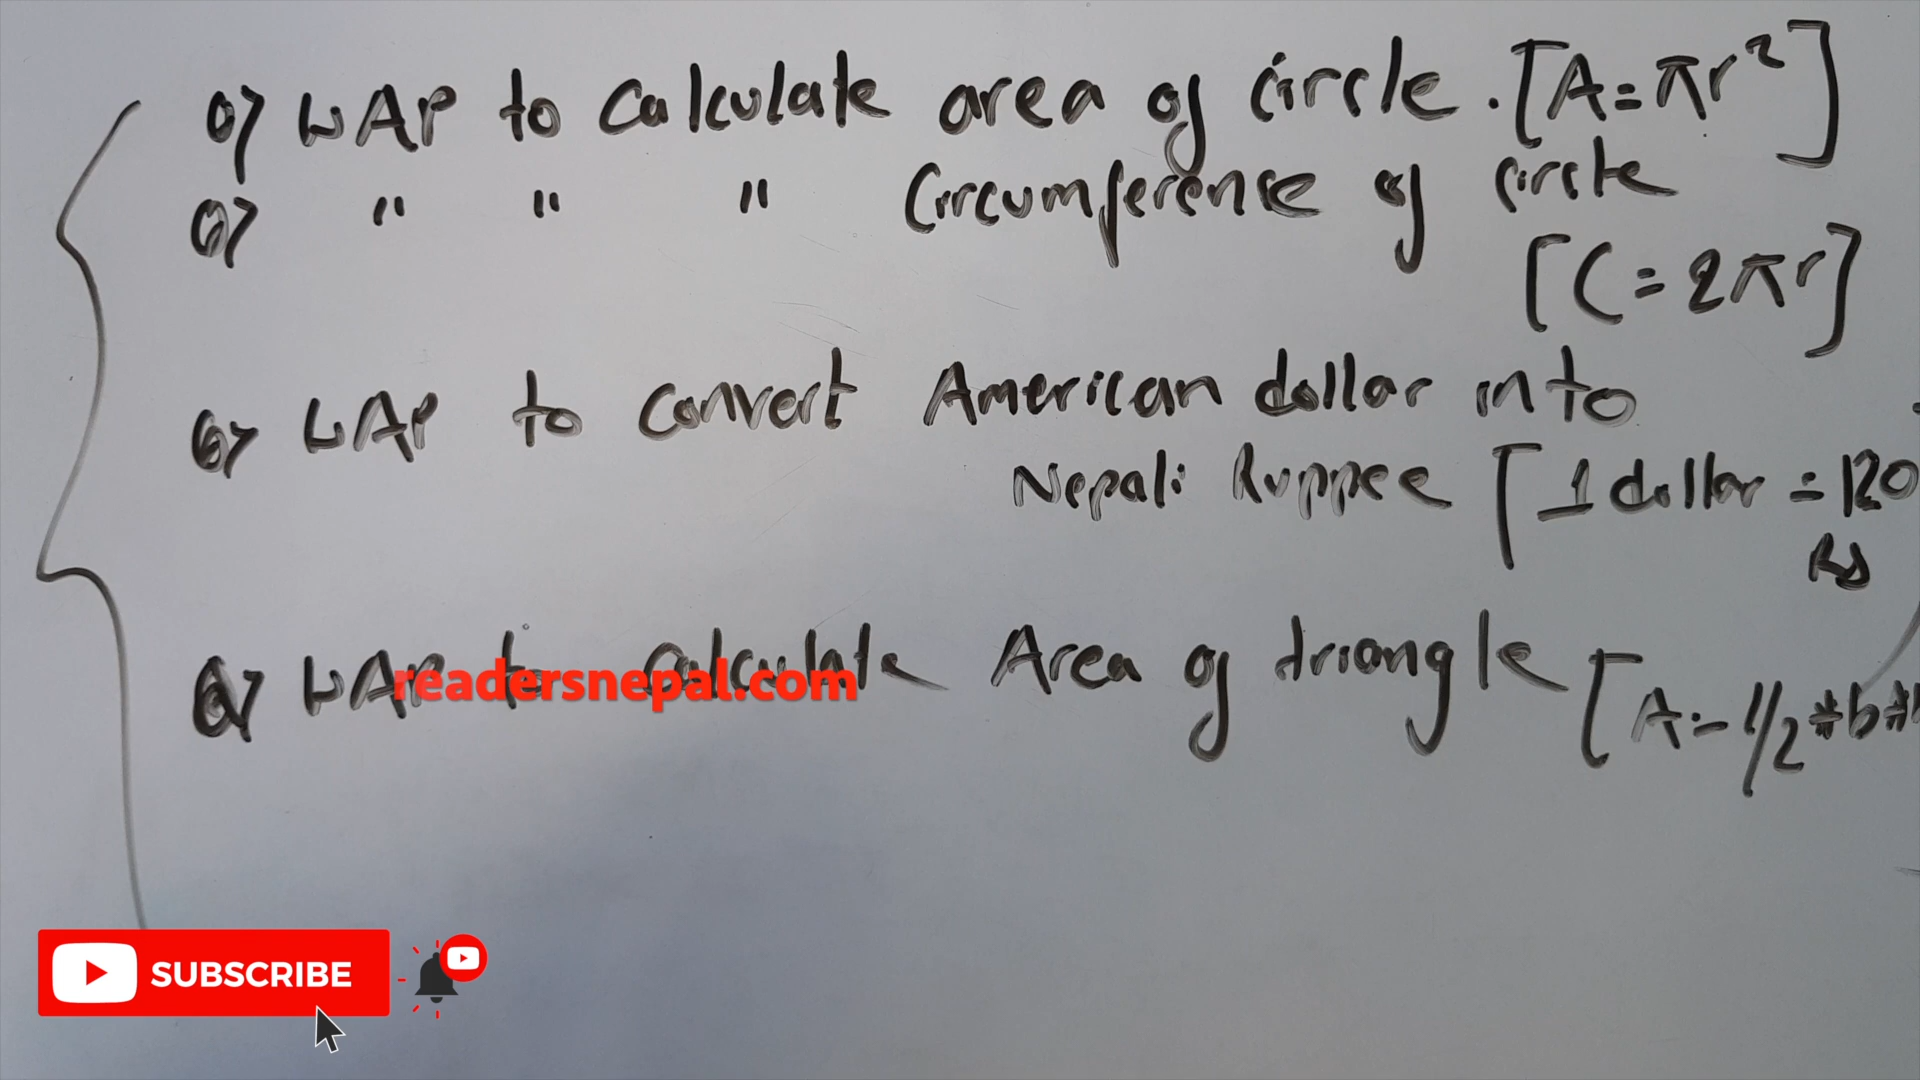 Q) WAP to Calculate area of circle. [A=πr²]
Q) " " " Circumference of circle
[C=2πr]
Q) WAP to convert American dollar into
Nepali Ruppee [1 dollar = 120
Rs
Q) WAP to calculate Area of triangle [A=1/2*b*h
readersnepal.com
SUBSCRIBE